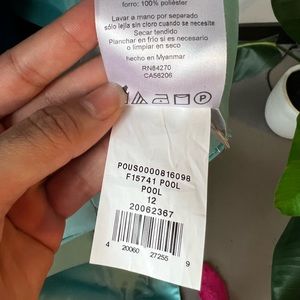 forro: 100% poliéster
Lavar a mano por separado
sólo lejía sin cloro cuando se necesite
Secar tendido
Planchar en frío si es necesario
o limpiar en seco
hecho en Myanmar
RN84270
CA56206
P
POUS0000816098
F15741 POOL
POOL
12
20062367
4 20060 27255 9